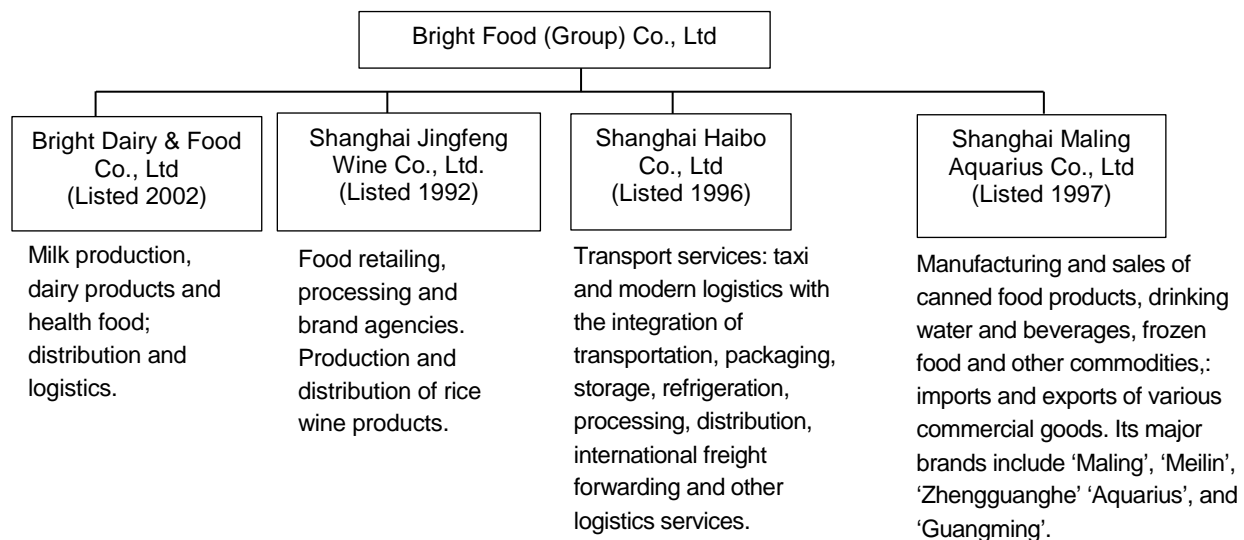 Bright Food (Group) Co., Ltd
Bright Dairy & Food
Co., Ltd
(Listed 2002)
Milk production,
dairy products and
health food;
distribution and
logistics.
Shanghai Jingfeng
Wine Co., Ltd.
(Listed 1992)
Food retailing,
processing and
brand agencies.
Production and
distribution of rice
wine products.
Shanghai Haibo
Co., Ltd
(Listed 1996)
Transport services: taxi
and modern logistics with
the integration of
transportation, packaging,
storage, refrigeration,
processing, distribution,
international freight
forwarding and other
logistics services.
Shanghai Maling
Aquarius Co., Ltd
(Listed 1997)
Manufacturing and sales of
canned food products, drinking
water and beverages, frozen
food and other commodities,:
imports and exports of various
commercial goods. Its major
brands include ‘Maling’, ‘Meilin’,
‘Zhengguanghe’ ‘Aquarius’, and
‘Guangming’.